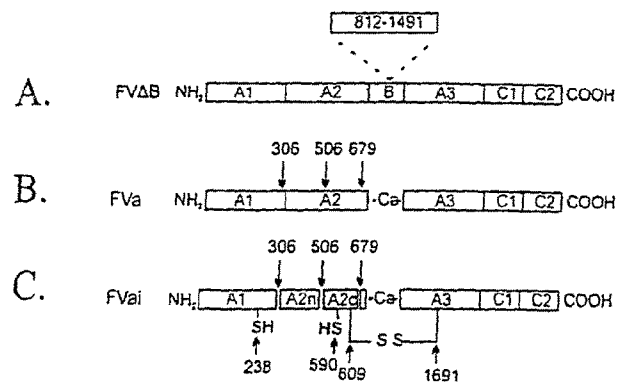 812-1491
A. FVΔB NH₂ A1 A2 B A3 C1 C2 COOH
306 506 679
B. FVa NH₂ A1 A2 -Ca- A3 C1 C2 COOH
306 506 679
C. FVai NH₂ A1 A2n A2c -Ca- A3 C1 C2 COOH
SH HS S S
238 590 609 1691